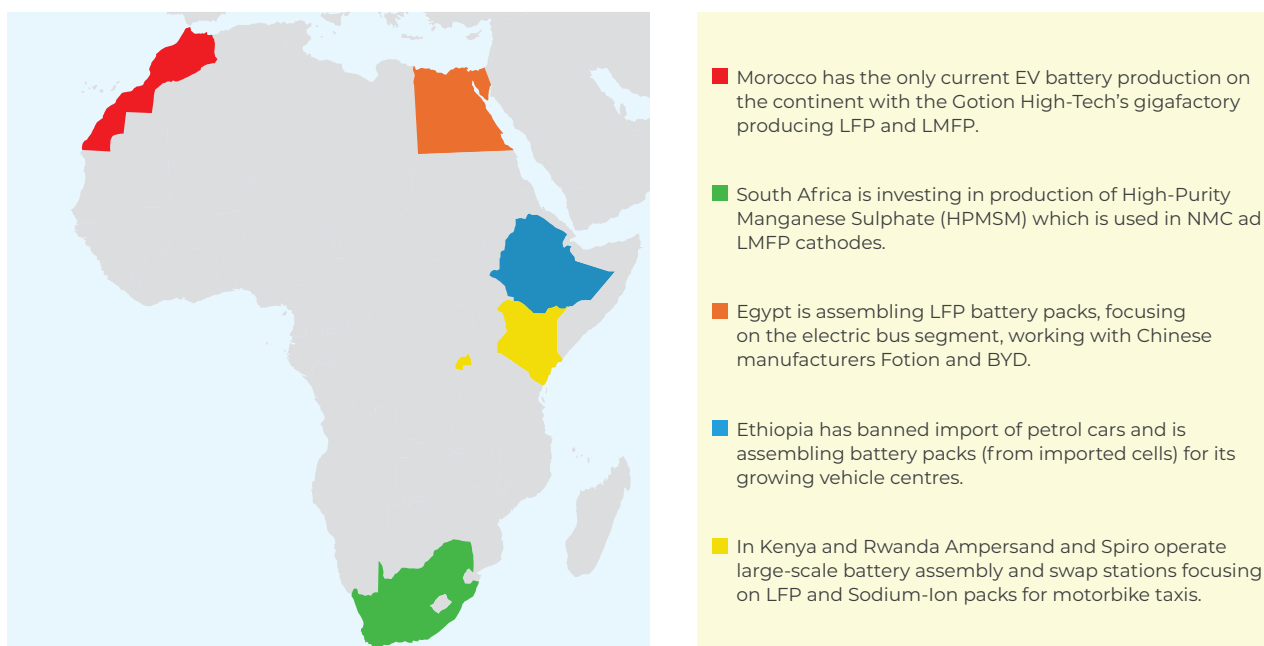 Morocco has the only current EV battery production on
the continent with the Gotion High-Tech’s gigafactory
producing LFP and LMFP.
South Africa is investing in production of High-Purity
Manganese Sulphate (HPMSM) which is used in NMC ad
LMFP cathodes.
Egypt is assembling LFP battery packs, focusing
on the electric bus segment, working with Chinese
manufacturers Fotion and BYD.
Ethiopia has banned import of petrol cars and is
assembling battery packs (from imported cells) for its
growing vehicle centres.
In Kenya and Rwanda Ampersand and Spiro operate
large-scale battery assembly and swap stations focusing
on LFP and Sodium-Ion packs for motorbike taxis.